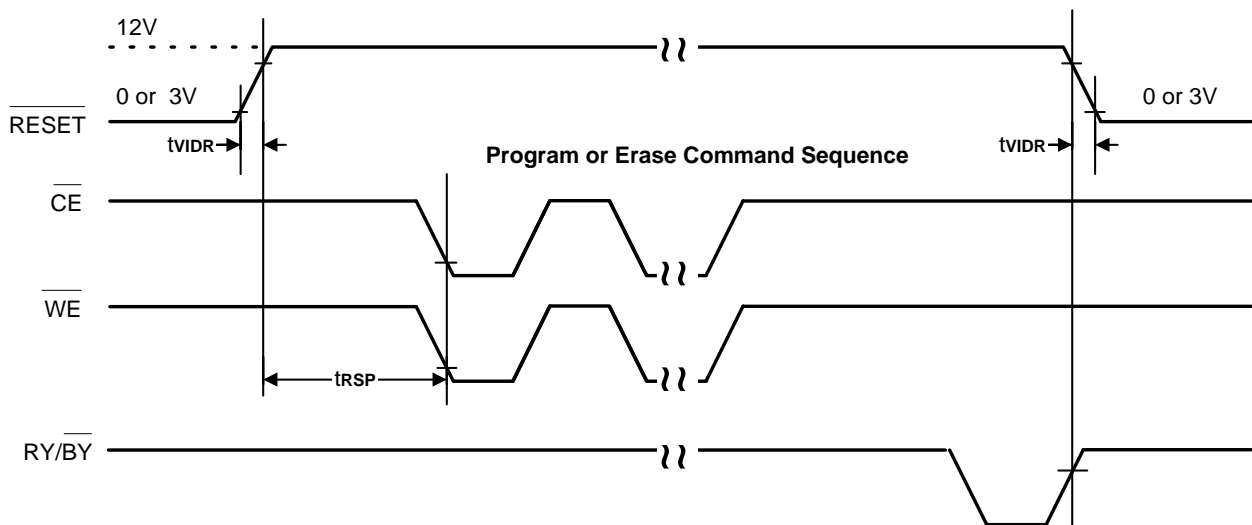 12V
0 or 3V
0 or 3V
RESET
tVIDR
tVIDR
Program or Erase Command Sequence
CE
WE
tRSP
RY/BY